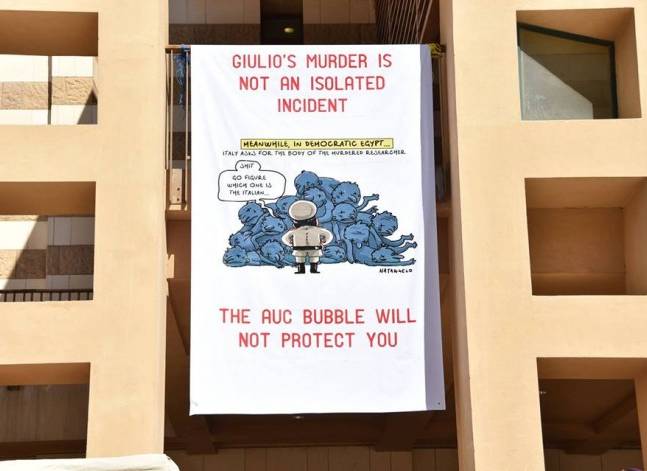 GIULIO'S MURDER IS
NOT AN ISOLATED
INCIDENT
MEANWHILE, IN DEMOCRATIC EGYPT...
ITALY ASKS FOR THE BODY OF THE MURDERED RESEARCHER
SHIT
GO FIGURE
WHICH ONE IS
THE ITALIAN...
NATANGELO
THE AUC BUBBLE WILL
NOT PROTECT YOU